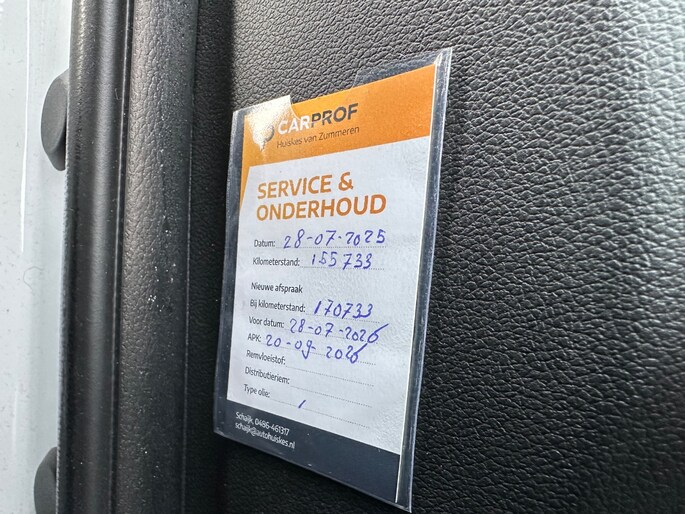 CARPROF
Huiskes van Zummeren
SERVICE &
ONDERHOUD
Datum: 28-07-2025
Kilometerstand: 155733
Nieuwe afspraak
Bij kilometerstand: 170733
Voor datum: 28-07-2026
APK: 20-09-2026
Remvloeistof:
Distributieriem:
Type olie:
Schaijk, 0486-461317
schaijk@autohuiskes.nl